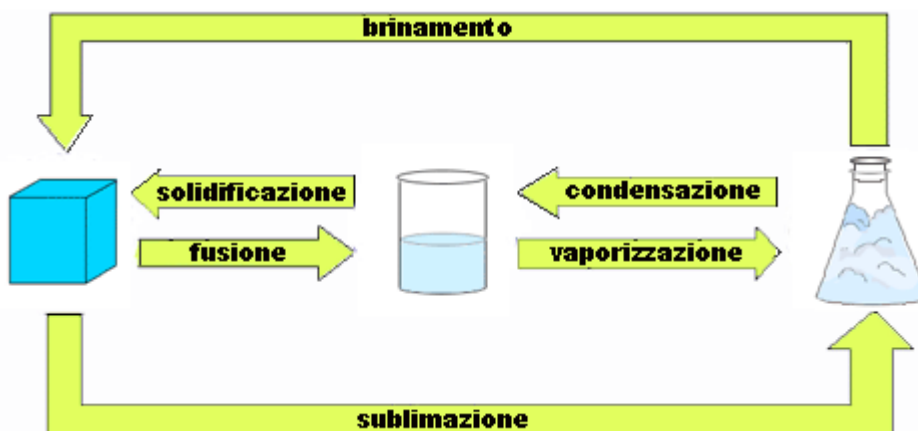 brinamento
solidificazione
condensazione
fusione
vaporizzazione
sublimazione